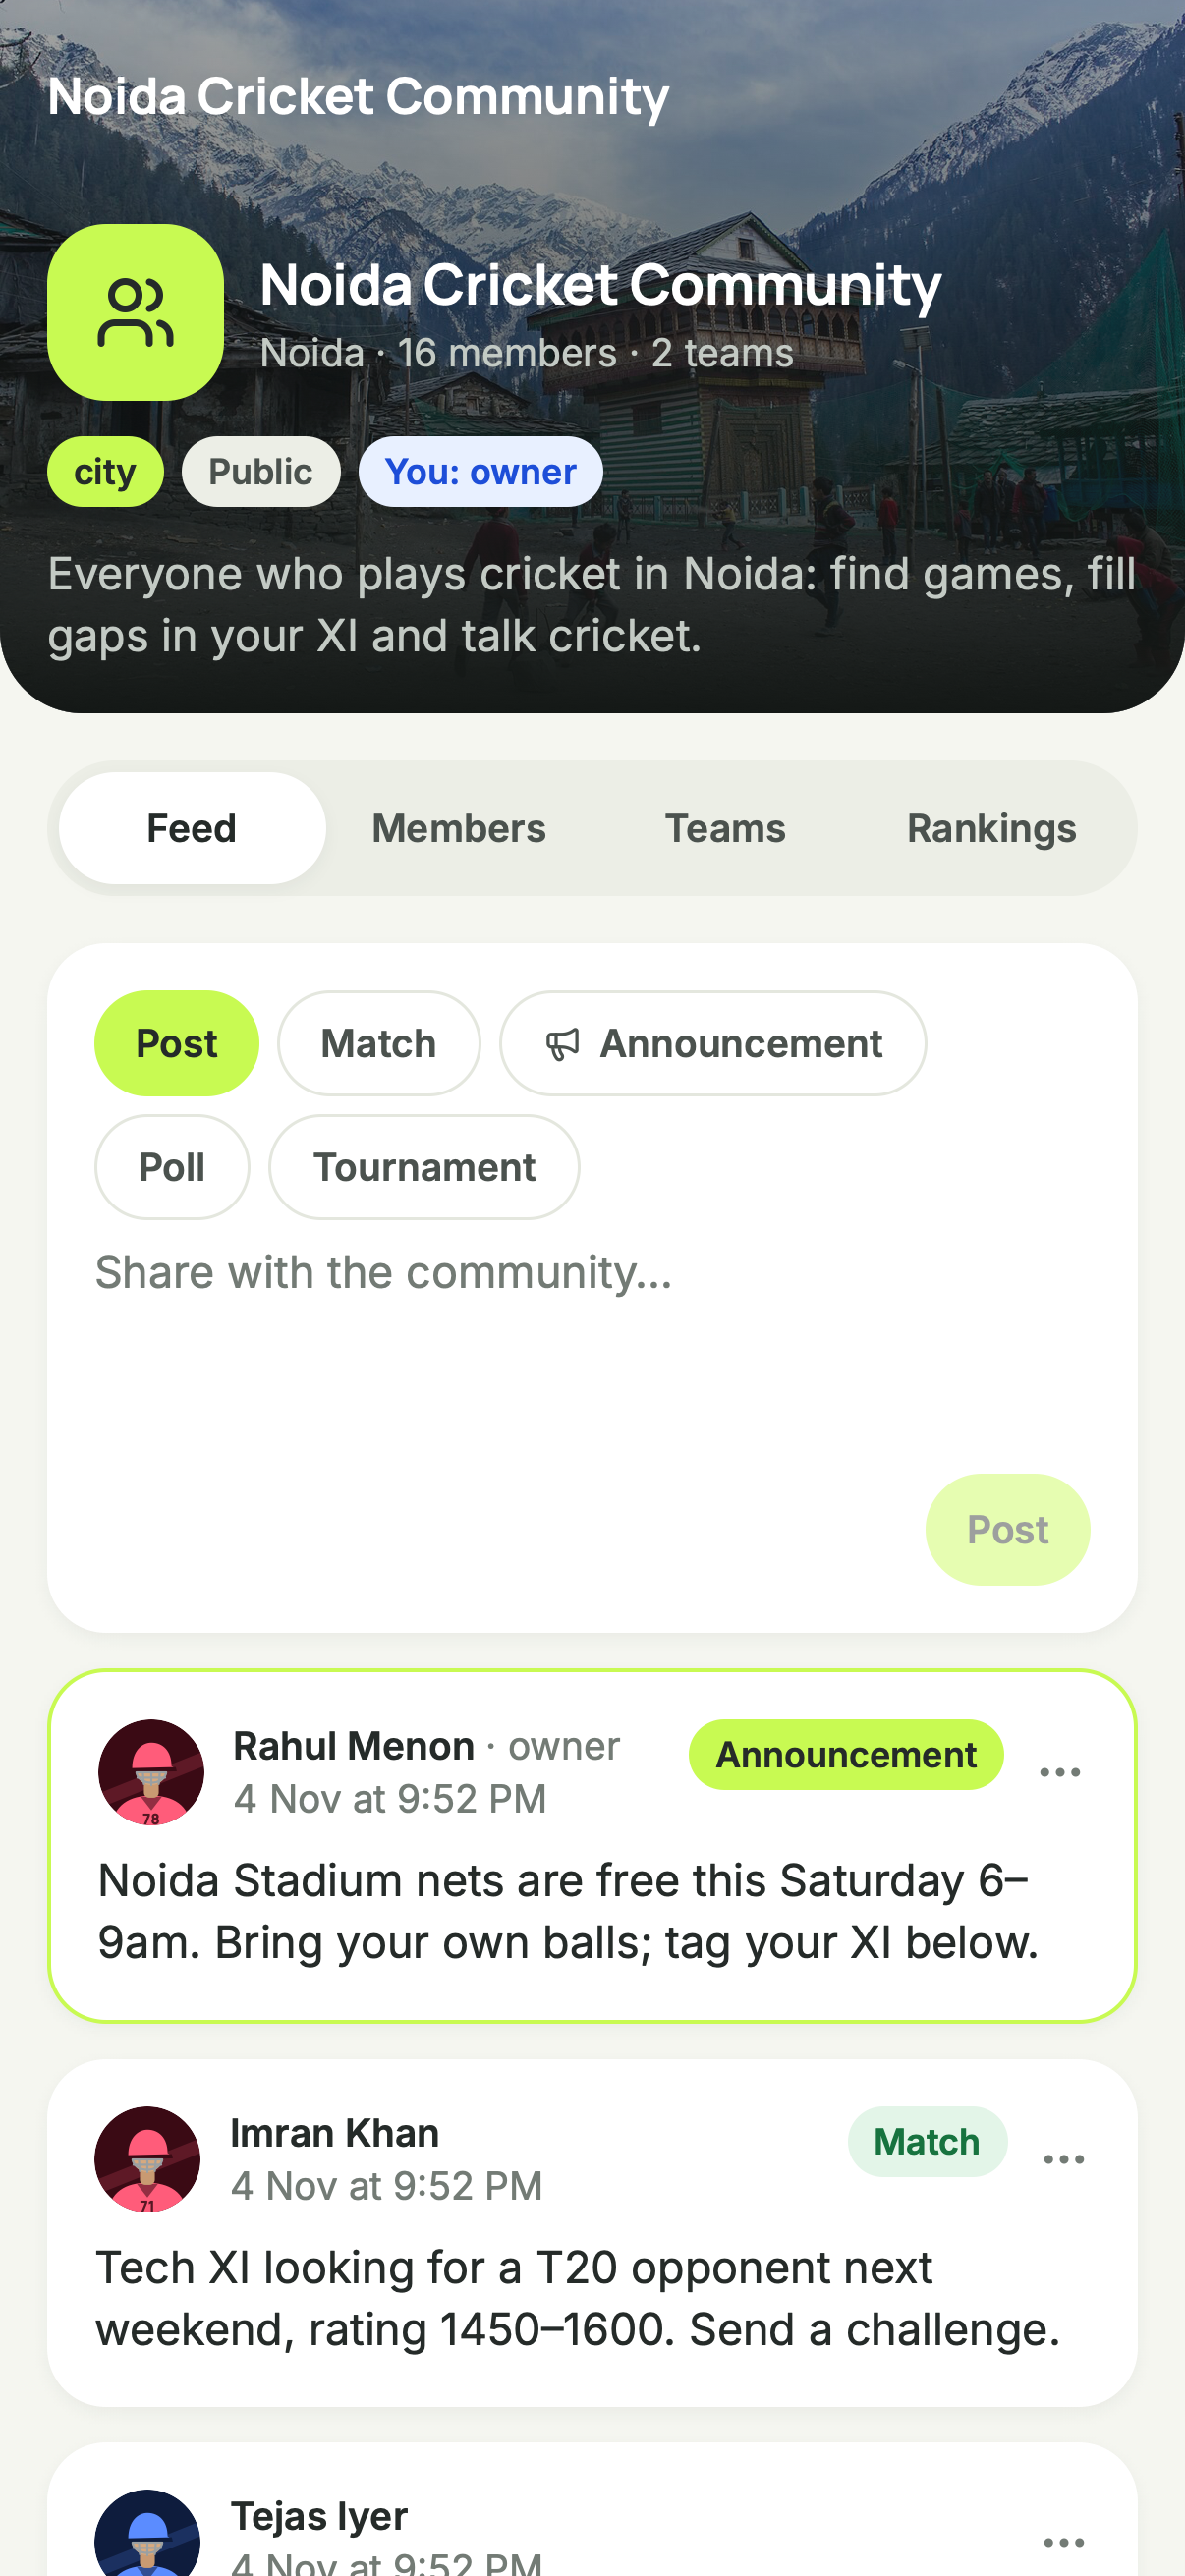 Noida Cricket Community
Noida Cricket Community
Noida · 16 members · 2 teams
city
Public
You: owner
Everyone who plays cricket in Noida: find games, fill
gaps in your XI and talk cricket.
Feed
Members
Teams
Rankings
Post
Match
Announcement
Poll
Tournament
Share with the community...
Post
Rahul Menon · owner
Announcement
4 Nov at 9:52 PM
78
Noida Stadium nets are free this Saturday 6–
9am. Bring your own balls; tag your XI below.
Imran Khan
Match
4 Nov at 9:52 PM
71
Tech XI looking for a T20 opponent next
weekend, rating 1450–1600. Send a challenge.
Tejas Iyer
4 Nov at 9:52 PM